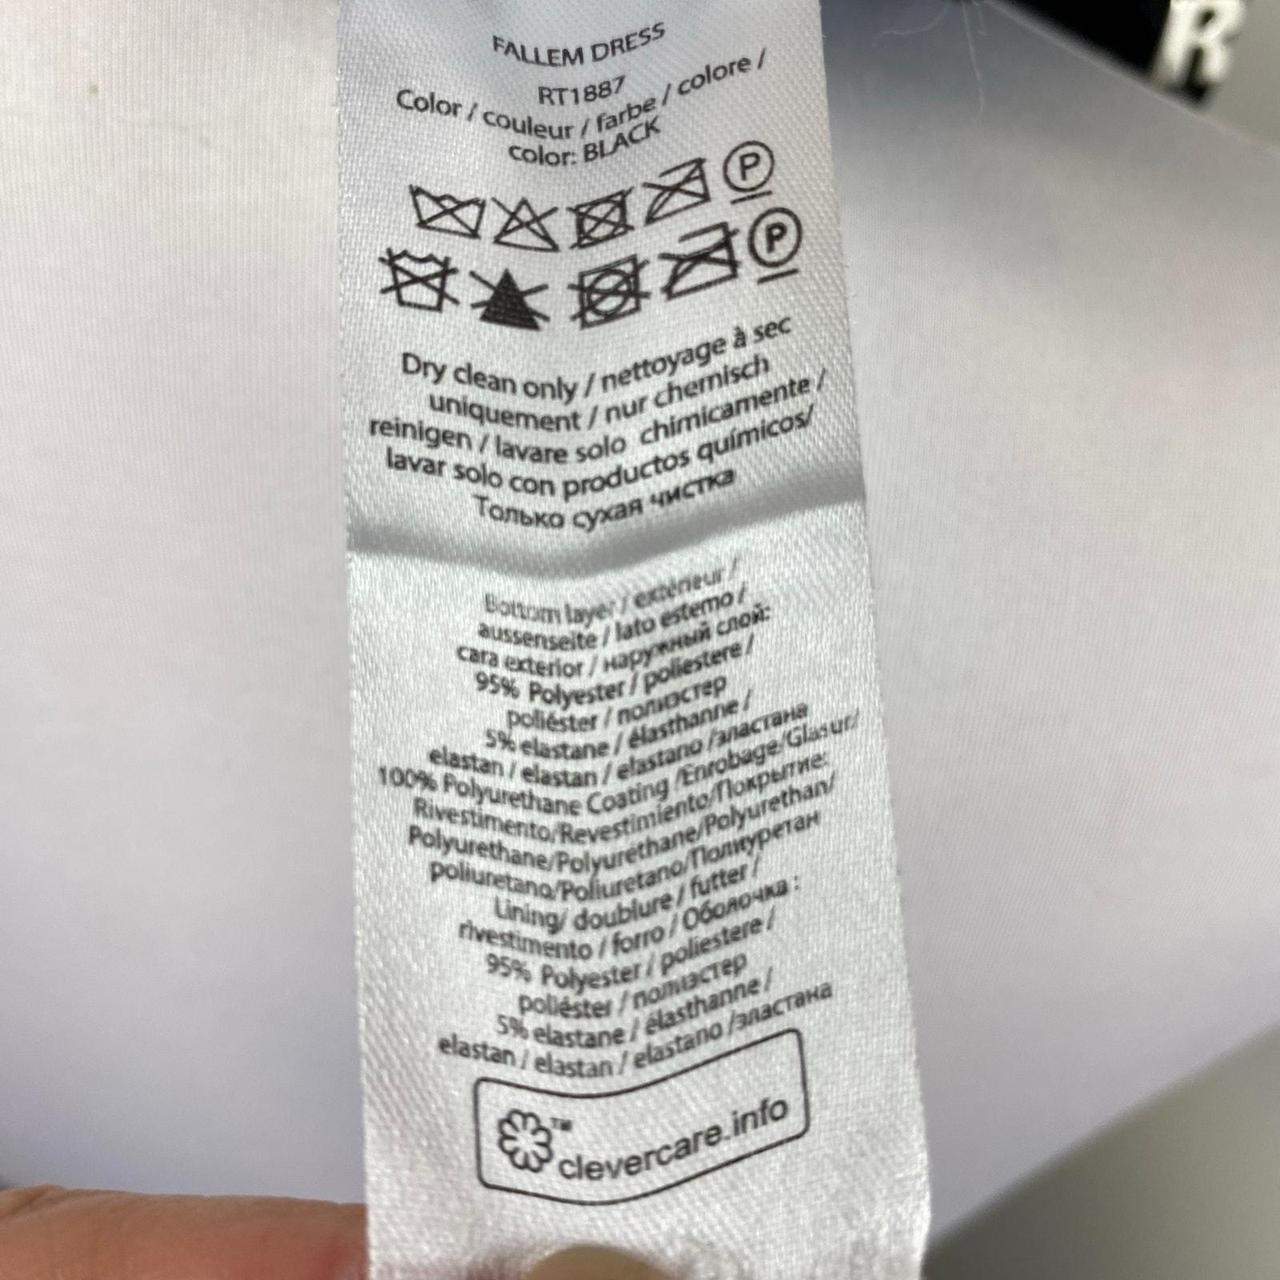 FALLEM DRESS
RT1887
Color / couleur / farbe / colore /
color: BLACK
P
P
Dry clean only / nettoyage à sec
uniquement / nur chemisch
reinigen / lavare solo chimicamente /
lavar solo con productos químicos/
Только сухая чистка
Bottom layer / extérieur /
aussenseite / lato esterno /
cara exterior / наружный слой:
95% Polyester / poliestere /
poliéster / полиэстер
5% elastane / élasthanne /
elastan / elastan / elastano /эластана
100% Polyurethane Coating /Enrobage/Glasur/
Rivestimento/Revestimiento/Покрытие:
Polyurethane/Polyurethane/Polyurethan/
poliuretano/Poliuretano/Полиуретан
Lining/ doublure / futter /
rivestimento / forro / Оболочка :
95% Polyester / poliestere /
poliéster / полиэстер
5% elastane / élasthanne /
elastan / elastan / elastano /эластана
clevercare.info
TM
R